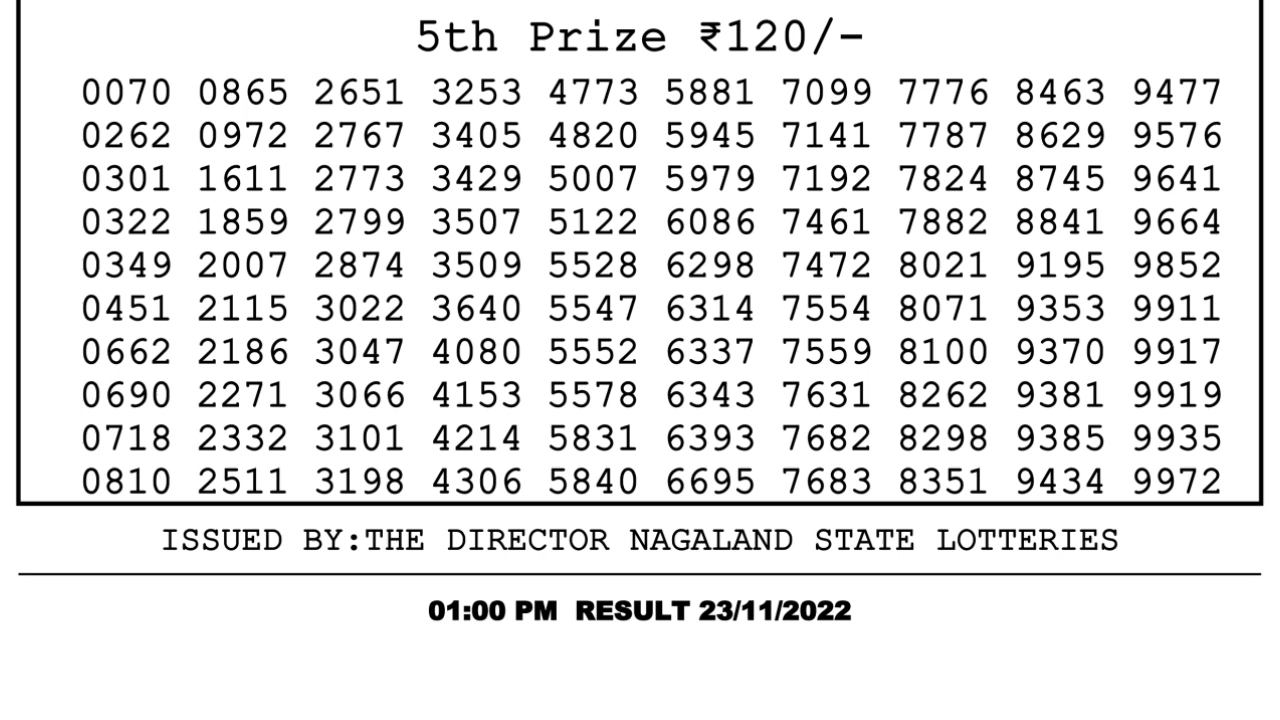 5th Prize ₹120/-
0070 0865 2651 3253 4773 5881 7099 7776 8463 9477
0262 0972 2767 3405 4820 5945 7141 7787 8629 9576
0301 1611 2773 3429 5007 5979 7192 7824 8745 9641
0322 1859 2799 3507 5122 6086 7461 7882 8841 9664
0349 2007 2874 3509 5528 6298 7472 8021 9195 9852
0451 2115 3022 3640 5547 6314 7554 8071 9353 9911
0662 2186 3047 4080 5552 6337 7559 8100 9370 9917
0690 2271 3066 4153 5578 6343 7631 8262 9381 9919
0718 2332 3101 4214 5831 6393 7682 8298 9385 9935
0810 2511 3198 4306 5840 6695 7683 8351 9434 9972
ISSUED BY:THE DIRECTOR NAGALAND STATE LOTTERIES
01:00 PM RESULT 23/11/2022